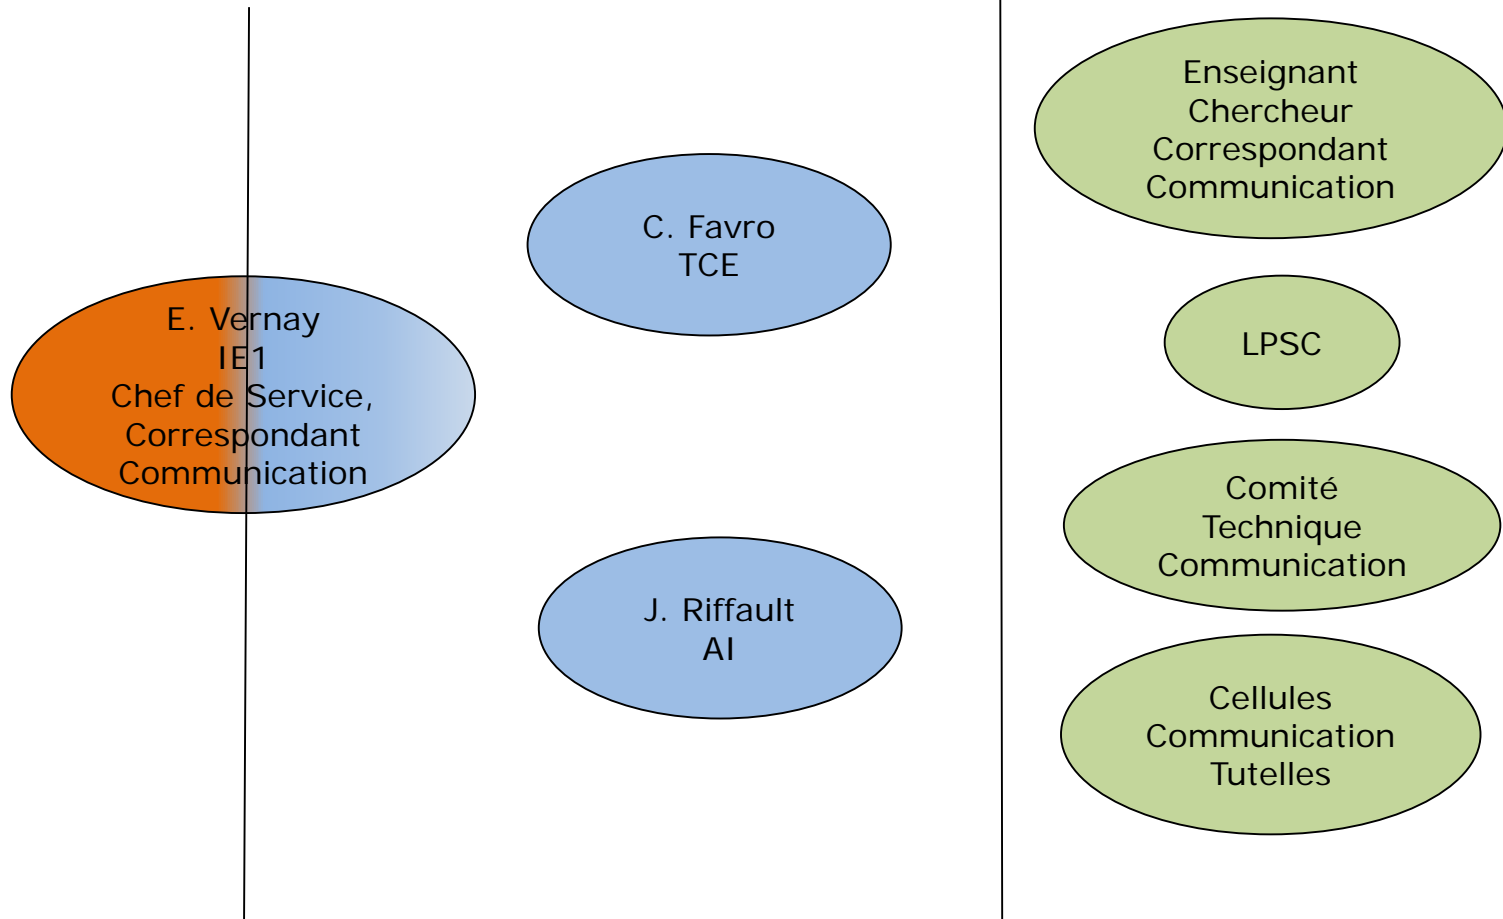 E. Vernay
IE1
Chef de Service,
Correspondant
Communication
C. Favro
TCE
J. Riffault
AI
Enseignant
Chercheur
Correspondant
Communication
LPSC
Comité
Technique
Communication
Cellules
Communication
Tutelles